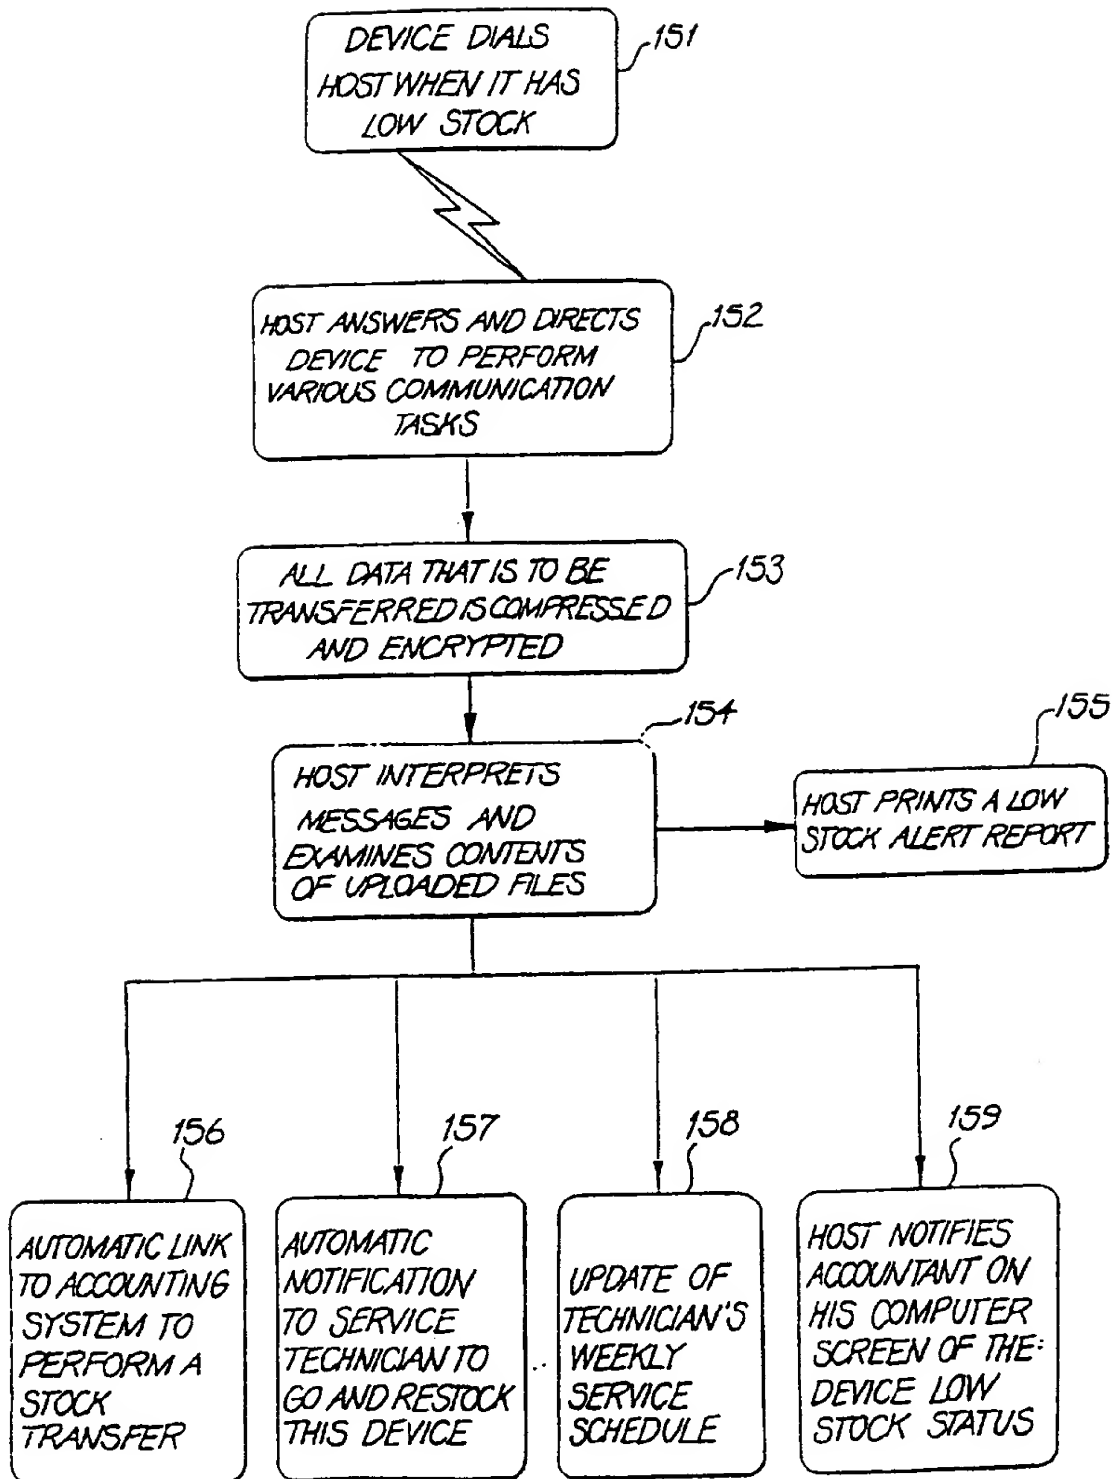 DEVICE DIALS
HOST WHEN IT HAS
LOW STOCK
151
HOST ANSWERS AND DIRECTS
DEVICE TO PERFORM
VARIOUS COMMUNICATION
TASKS
152
ALL DATA THAT IS TO BE
TRANSFERRED IS COMPRESSED
AND ENCRYPTED
153
HOST INTERPRETS
MESSAGES AND
EXAMINES CONTENTS
OF UPLOADED FILES
154
HOST PRINTS A LOW
STOCK ALERT REPORT
155
156
AUTOMATIC LINK
TO ACCOUNTING
SYSTEM TO
PERFORM A
STOCK
TRANSFER
157
AUTOMATIC
NOTIFICATION
TO SERVICE
TECHNICIAN TO
GO AND RESTOCK
THIS DEVICE
158
UPDATE OF
TECHNICIAN'S
WEEKLY
SERVICE
SCHEDULE
159
HOST NOTIFIES
ACCOUNTANT ON
HIS COMPUTER
SCREEN OF THE
DEVICE LOW
STOCK STATUS